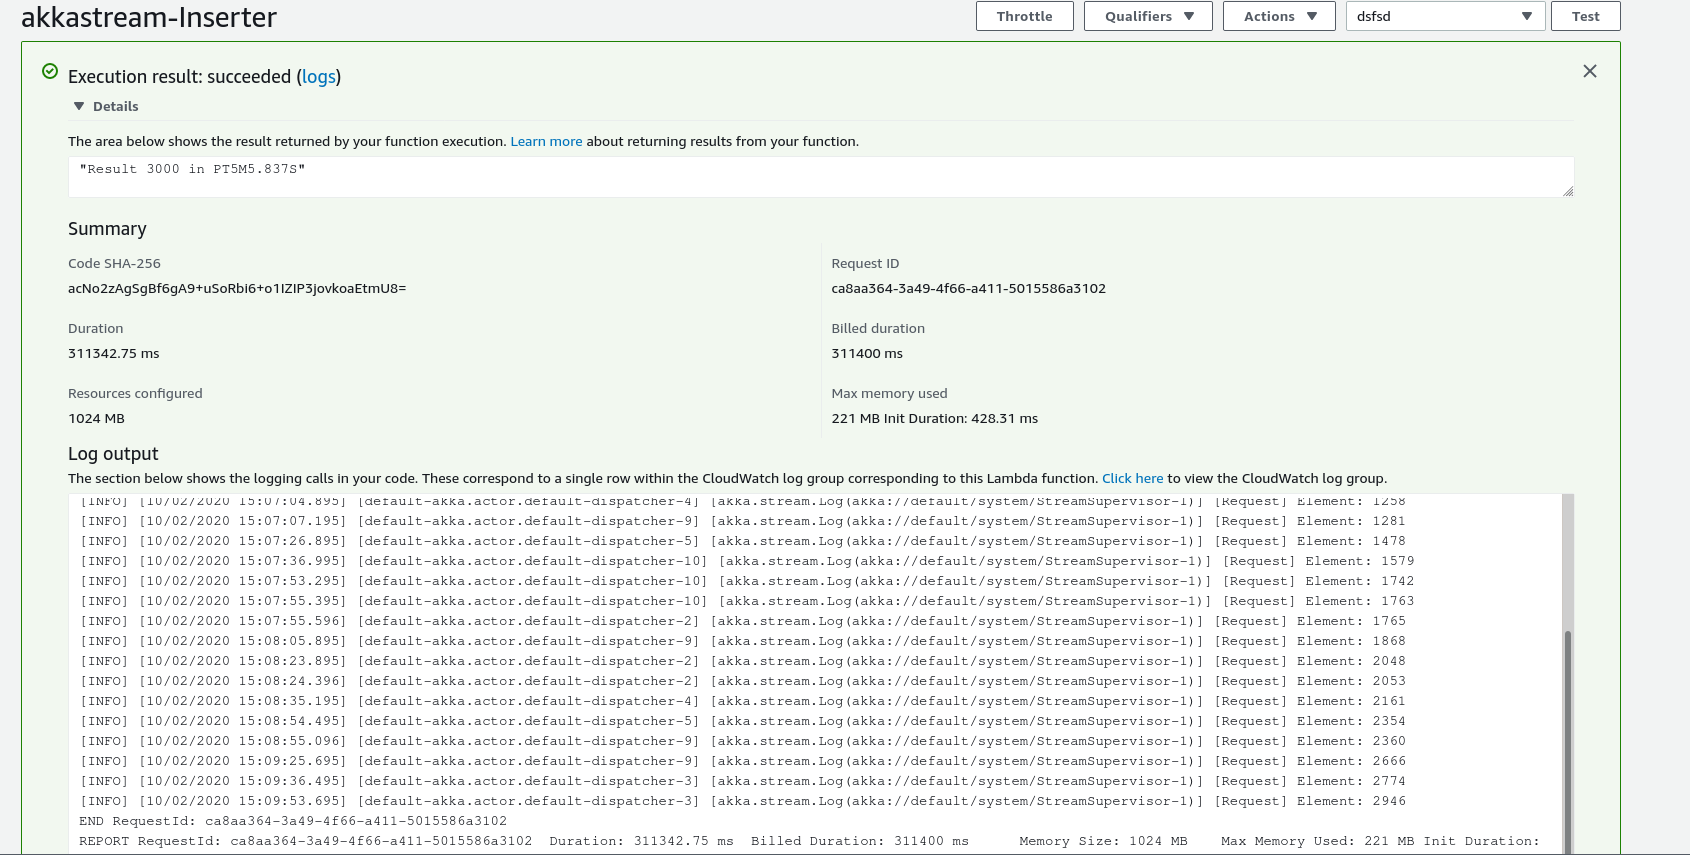 akkastream-Inserter
Throttle
Qualifiers
Actions
dsfsd
Test
Execution result: succeeded (logs)
Details
The area below shows the result returned by your function execution. Learn more about returning results from your function.
"Result 3000 in PT5M5.837S"
Summary
Code SHA-256
acNo2zAgSgBf6gA9+uSoRbi6+o1IZIP3jovkoaEtmU8=
Request ID
ca8aa364-3a49-4f66-a411-5015586a3102
Duration
311342.75 ms
Billed duration
311400 ms
Resources configured
1024 MB
Max memory used
221 MB Init Duration: 428.31 ms
Log output
The section below shows the logging calls in your code. These correspond to a single row within the CloudWatch log group corresponding to this Lambda function. Click here to view the CloudWatch log group.
[INFO] [10/02/2020 15:07:04.895] [default-akka.actor.default-dispatcher-4] [akka.stream.Log(akka://default/system/StreamSupervisor-1)] [Request] Element: 1258
[INFO] [10/02/2020 15:07:07.195] [default-akka.actor.default-dispatcher-9] [akka.stream.Log(akka://default/system/StreamSupervisor-1)] [Request] Element: 1281
[INFO] [10/02/2020 15:07:26.895] [default-akka.actor.default-dispatcher-5] [akka.stream.Log(akka://default/system/StreamSupervisor-1)] [Request] Element: 1478
[INFO] [10/02/2020 15:07:36.995] [default-akka.actor.default-dispatcher-10] [akka.stream.Log(akka://default/system/StreamSupervisor-1)] [Request] Element: 1579
[INFO] [10/02/2020 15:07:53.295] [default-akka.actor.default-dispatcher-10] [akka.stream.Log(akka://default/system/StreamSupervisor-1)] [Request] Element: 1742
[INFO] [10/02/2020 15:07:55.395] [default-akka.actor.default-dispatcher-10] [akka.stream.Log(akka://default/system/StreamSupervisor-1)] [Request] Element: 1763
[INFO] [10/02/2020 15:07:55.596] [default-akka.actor.default-dispatcher-2] [akka.stream.Log(akka://default/system/StreamSupervisor-1)] [Request] Element: 1765
[INFO] [10/02/2020 15:08:05.895] [default-akka.actor.default-dispatcher-9] [akka.stream.Log(akka://default/system/StreamSupervisor-1)] [Request] Element: 1868
[INFO] [10/02/2020 15:08:23.895] [default-akka.actor.default-dispatcher-2] [akka.stream.Log(akka://default/system/StreamSupervisor-1)] [Request] Element: 2048
[INFO] [10/02/2020 15:08:24.396] [default-akka.actor.default-dispatcher-2] [akka.stream.Log(akka://default/system/StreamSupervisor-1)] [Request] Element: 2053
[INFO] [10/02/2020 15:08:35.195] [default-akka.actor.default-dispatcher-4] [akka.stream.Log(akka://default/system/StreamSupervisor-1)] [Request] Element: 2161
[INFO] [10/02/2020 15:08:54.495] [default-akka.actor.default-dispatcher-5] [akka.stream.Log(akka://default/system/StreamSupervisor-1)] [Request] Element: 2354
[INFO] [10/02/2020 15:08:55.096] [default-akka.actor.default-dispatcher-9] [akka.stream.Log(akka://default/system/StreamSupervisor-1)] [Request] Element: 2360
[INFO] [10/02/2020 15:09:25.695] [default-akka.actor.default-dispatcher-9] [akka.stream.Log(akka://default/system/StreamSupervisor-1)] [Request] Element: 2666
[INFO] [10/02/2020 15:09:36.495] [default-akka.actor.default-dispatcher-3] [akka.stream.Log(akka://default/system/StreamSupervisor-1)] [Request] Element: 2774
[INFO] [10/02/2020 15:09:53.695] [default-akka.actor.default-dispatcher-3] [akka.stream.Log(akka://default/system/StreamSupervisor-1)] [Request] Element: 2946
END RequestId: ca8aa364-3a49-4f66-a411-5015586a3102
REPORT RequestId: ca8aa364-3a49-4f66-a411-5015586a3102 Duration: 311342.75 ms Billed Duration: 311400 ms Memory Size: 1024 MB Max Memory Used: 221 MB Init Duration: